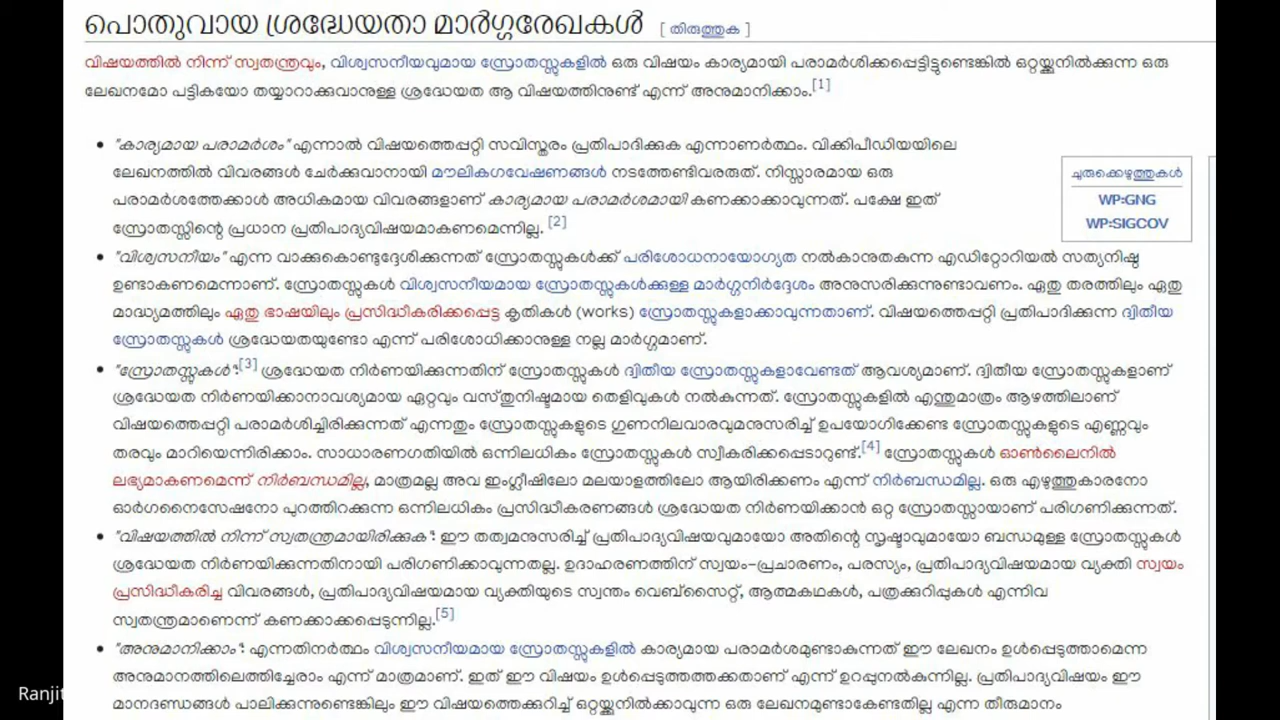 പൊതുവായ ശ്രദ്ധേയതാ മാർഗ്ഗരേഖകൾ [ തിരുത്തുക ]
വിഷയത്തിൽ നിന്ന് സ്വതന്ത്രവും, വിശ്വസനീയവുമായ സ്രോതസ്സുകളിൽ ഒരു വിഷയം കാര്യമായി പരാമർശിക്കപ്പെട്ടിട്ടുണ്ടെങ്കിൽ ഒറ്റയ്ക്കുനിൽക്കുന്ന ഒരു
ലേഖനമോ പട്ടികയോ തയ്യാറാക്കുവാനുള്ള ശ്രദ്ധേയത ആ വിഷയത്തിനുണ്ട് എന്ന് അനുമാനിക്കാം.[1]
• "കാര്യമായ പരാമർശം" എന്നാൽ വിഷയത്തെപ്പറ്റി സവിസ്തരം പ്രതിപാദിക്കുക എന്നാണർത്ഥം. വിക്കിപീഡിയയിലെ
ലേഖനത്തിൽ വിവരങ്ങൾ ചേർക്കുവാനായി മൗലികഗവേഷണങ്ങൾ നടത്തേണ്ടിവരരുത്. നിസ്സാരമായ ഒരു
പരാമർശത്തേക്കാൾ അധികമായ വിവരങ്ങളാണ് കാര്യമായ പരാമർശമായി കണക്കാക്കാവുന്നത്. പക്ഷേ ഇത്
സ്രോതസ്സിന്റെ പ്രധാന പ്രതിപാദ്യവിഷയമാകണമെന്നില്ല. [2]
ചുരുക്കെഴുത്തുകൾ
WP:GNG
WP:SIGCOV
• "വിശ്വസനീയം" എന്ന വാക്കുകൊണ്ടുദ്ദേശിക്കുന്നത് സ്രോതസ്സുകൾക്ക് പരിശോധനായോഗ്യത നൽകാനുതകുന്ന എഡിറ്റോറിയൽ സത്യനിഷ്ഠ
ഉണ്ടാകണമെന്നാണ്. സ്രോതസ്സുകൾ വിശ്വസനീയമായ സ്രോതസ്സുകൾക്കുള്ള മാർഗ്ഗനിർദ്ദേശം അനുസരിക്കുന്നുണ്ടാവണം. ഏതു തരത്തിലും ഏതു
മാദ്ധ്യമത്തിലും ഏതു ഭാഷയിലും പ്രസിദ്ധീകരിക്കപ്പെട്ട കൃതികൾ (works) സ്രോതസ്സുകളാക്കാവുന്നതാണ്. വിഷയത്തെപ്പറ്റി പ്രതിപാദിക്കുന്ന ദ്വിതീയ
സ്രോതസ്സുകൾ ശ്രദ്ധേയതയുണ്ടോ എന്ന് പരിശോധിക്കാനുള്ള നല്ല മാർഗ്ഗമാണ്.
• "സ്രോതസ്സുകൾ":[3] ശ്രദ്ധേയത നിർണയിക്കുന്നതിന് സ്രോതസ്സുകൾ ദ്വിതീയ സ്രോതസ്സുകളാവേണ്ടത് ആവശ്യമാണ്. ദ്വിതീയ സ്രോതസ്സുകളാണ്
ശ്രദ്ധേയത നിർണയിക്കാനാവശ്യമായ ഏറ്റവും വസ്തുനിഷ്ടമായ തെളിവുകൾ നൽകുന്നത്. സ്രോതസ്സുകളിൽ എന്തുമാത്രം ആഴത്തിലാണ്
വിഷയത്തെപ്പറ്റി പരാമർശിച്ചിരിക്കുന്നത് എന്നതും സ്രോതസ്സുകളുടെ ഗുണനിലവാരവുമനുസരിച്ച് ഉപയോഗിക്കേണ്ട സ്രോതസ്സുകളുടെ എണ്ണവും
തരവും മാറിയെന്നിരിക്കാം. സാധാരണഗതിയിൽ ഒന്നിലധികം സ്രോതസ്സുകൾ സ്വീകരിക്കപ്പെടാറുണ്ട്.[4] സ്രോതസ്സുകൾ ഓൺലൈനിൽ
ലഭ്യമാകണമെന്ന് നിർബന്ധമില്ല, മാത്രമല്ല അവ ഇംഗ്ലീഷിലോ മലയാളത്തിലോ ആയിരിക്കണം എന്ന് നിർബന്ധമില്ല. ഒരു എഴുത്തുകാരനോ
ഓർഗനൈസേഷനോ പുറത്തിറക്കുന്ന ഒന്നിലധികം പ്രസിദ്ധീകരണങ്ങൾ ശ്രദ്ധേയത നിർണയിക്കാൻ ഒറ്റ സ്രോതസ്സായാണ് പരിഗണിക്കുന്നത്.
• "വിഷയത്തിൽ നിന്ന് സ്വതന്ത്രമായിരിക്കുക": ഈ തത്വമനുസരിച്ച് പ്രതിപാദ്യവിഷയവുമായോ അതിന്റെ സൃഷ്ടാവുമായോ ബന്ധമുള്ള സ്രോതസ്സുകൾ
ശ്രദ്ധേയത നിർണയിക്കുന്നതിനായി പരിഗണിക്കാവുന്നതല്ല. ഉദാഹരണത്തിന് സ്വയം-പ്രചാരണം, പരസ്യം, പ്രതിപാദ്യവിഷയമായ വ്യക്തി സ്വയം
പ്രസിദ്ധീകരിച്ച വിവരങ്ങൾ, പ്രതിപാദ്യവിഷയമായ വ്യക്തിയുടെ സ്വന്തം വെബ്സൈറ്റ്, ആത്മകഥകൾ, പത്രക്കുറിപ്പുകൾ എന്നിവ
സ്വതന്ത്രമാണെന്ന് കണക്കാക്കപ്പെടുന്നില്ല.[5]
• "അനുമാനിക്കാം": എന്നതിനർത്ഥം വിശ്വസനീയമായ സ്രോതസ്സുകളിൽ കാര്യമായ പരാമർശമുണ്ടാകുന്നത് ഈ ലേഖനം ഉൾപ്പെടുത്താമെന്ന
അനുമാനത്തിലെത്തിച്ചേരാം എന്ന് മാത്രമാണ്. ഇത് ഈ വിഷയം ഉൾപ്പെടുത്തത്തക്കതാണ് എന്ന് ഉറപ്പുനൽകുന്നില്ല. പ്രതിപാദ്യവിഷയം ഈ
മാനദണ്ഡങ്ങൾ പാലിക്കുന്നുണ്ടെങ്കിലും ഈ വിഷയത്തെക്കുറിച്ച് ഒറ്റയ്ക്കുനിൽക്കാവുന്ന ഒരു ലേഖനമുണ്ടാകേണ്ടതില്ല എന്ന തീരുമാനം